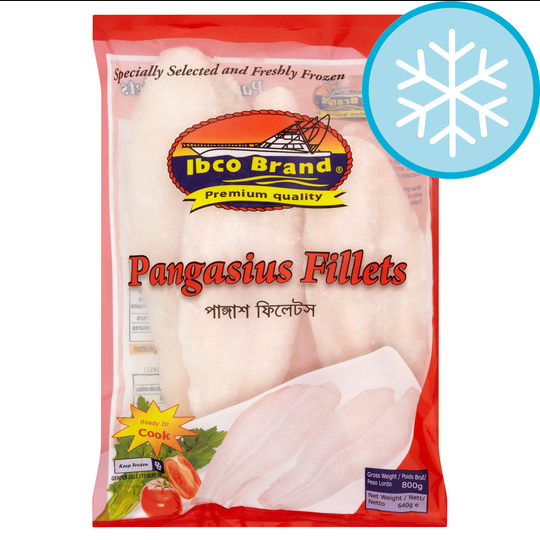 Specially Selected and Freshly Frozen
Ibco Brand®
Premium quality
Pangasius Fillets
পাঙ্গাশ ফিলেটস
Ready to
Cook
Keep frozen
Gross Weight / Poids Brut/
Peso Lordo 800g
Net Weight / Nett/
Netto 640g e